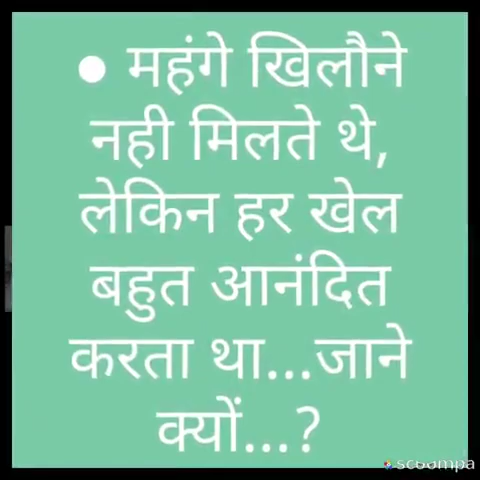 ● महंगे खिलौने
नही मिलते थे,
लेकिन हर खेल
बहुत आनंदित
करता था...जाने
क्यों...?
scoompa